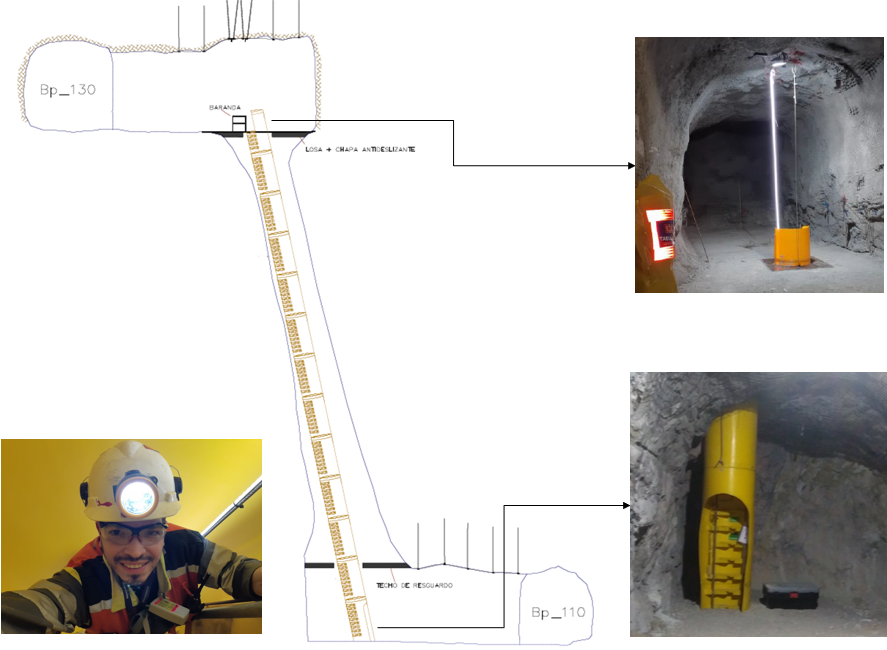 Bp_130
BARANDA
LOSA + CHAPA ANTIDESLIZANTE
TECHO DE RESGUARDO
Bp_110